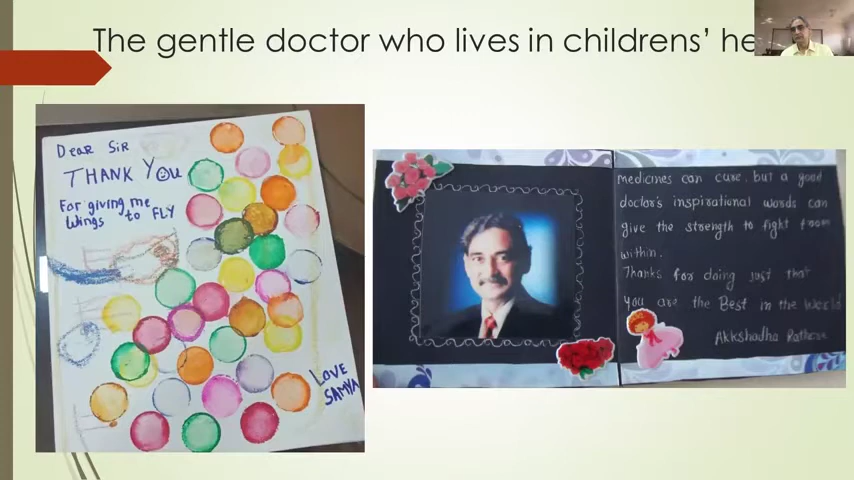 The gentle doctor who lives in childrens' he
Dear Sir
THANK YOU
For giving me
wings to FLY
LOVE
SAMYA
medicines can cure. but a good
doctor's inspirational words can
give the strength to fight from
within.
Thanks for doing just that
You are the Best in the World
Akkshadha Rathore